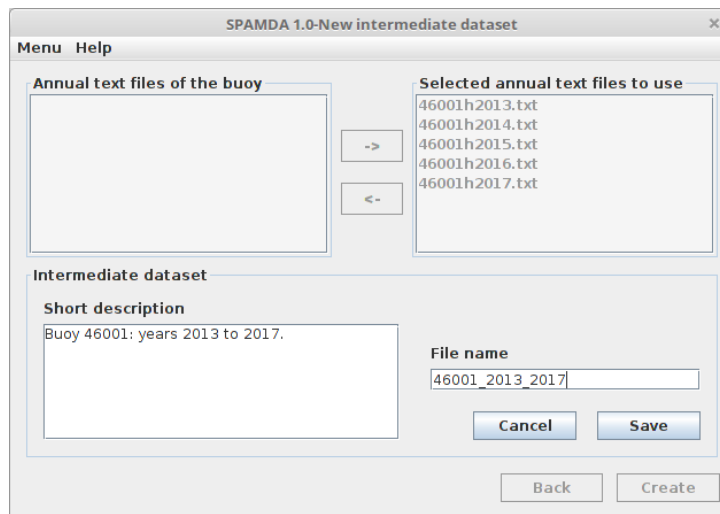 SPAMDA 1.0-New intermediate dataset ×
Menu Help
Annual text files of the buoy
->
<-
Selected annual text files to use
46001h2013.txt
46001h2014.txt
46001h2015.txt
46001h2016.txt
46001h2017.txt
Intermediate dataset
Short description
Buoy 46001: years 2013 to 2017.
File name
46001_2013_2017
Cancel Save
Back Create